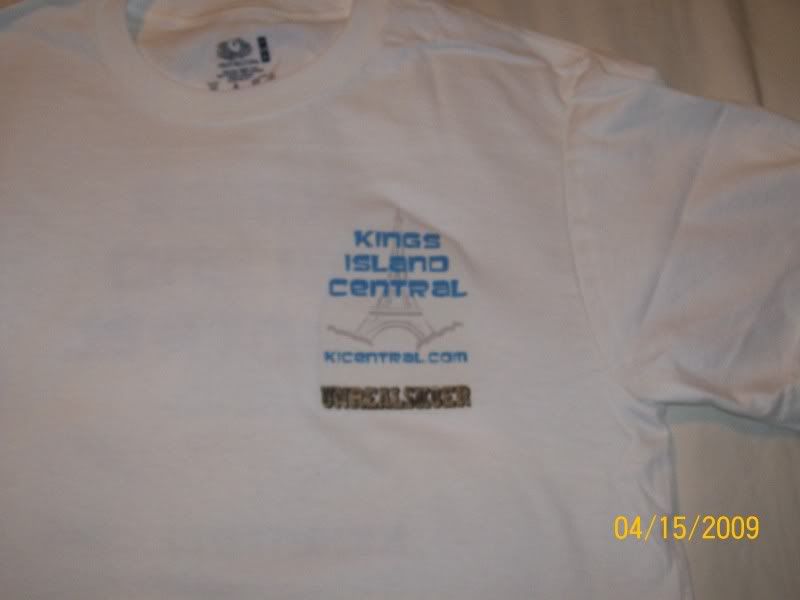 KINGS
ISLAND
CENTRAL
KICENTRAL.COM
04/15/2009